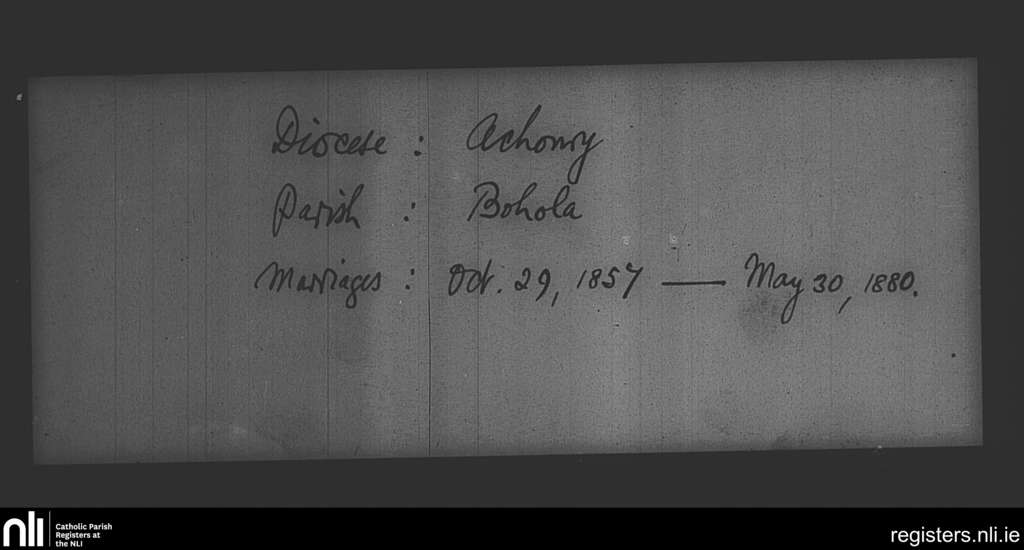 Diocese : Achonry
Parish : Bohola
Marriages : Oct. 29, 1857 — May 30, 1880.
nli
Catholic Parish
Registers at
the NLI
registers.nli.ie